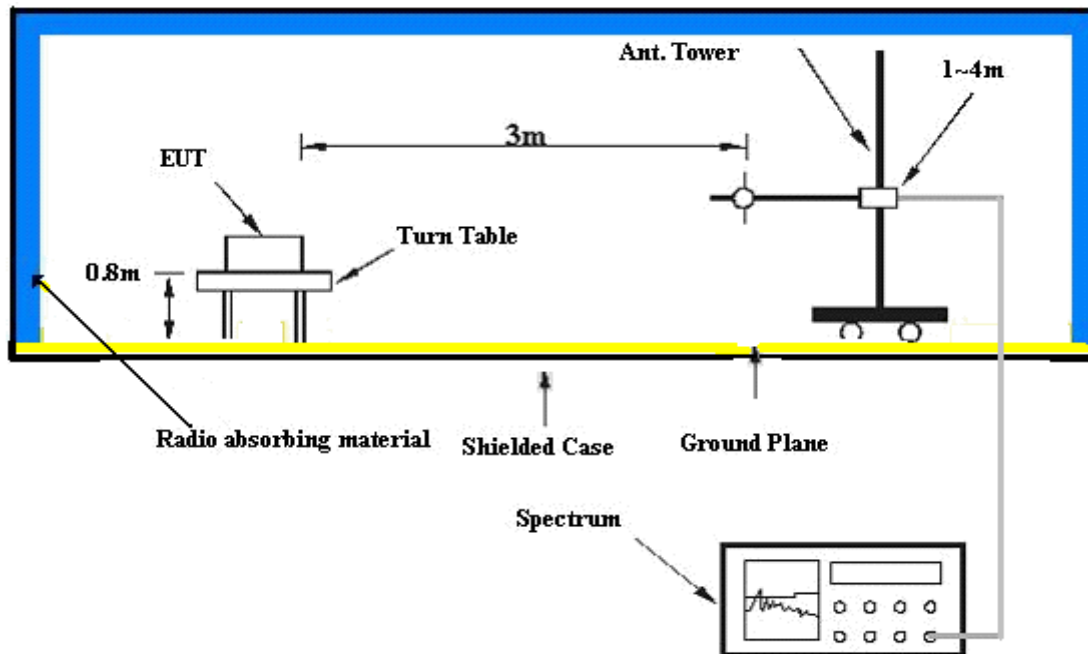 Ant. Tower
1~4m
3m
EUT
Turn Table
0.8m
Radio absorbing material
Shielded Case
Ground Plane
Spectrum